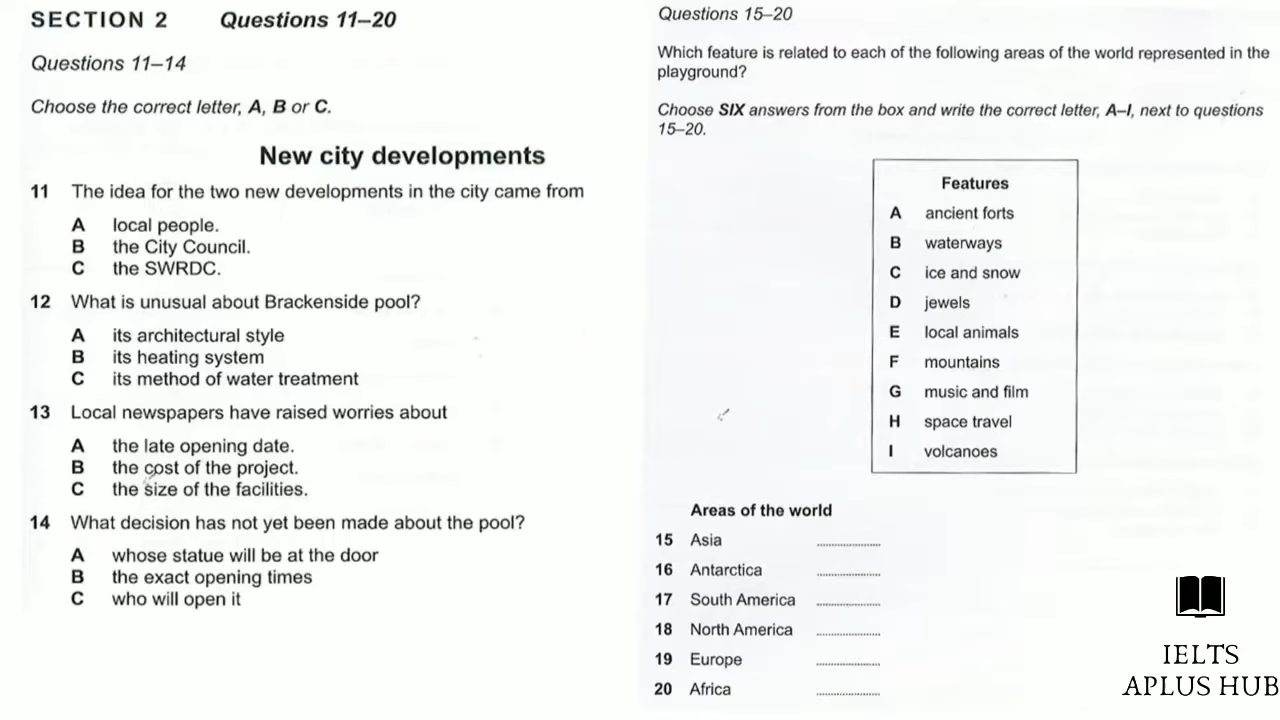 SECTION 2 Questions 11–20
Questions 11–14
Choose the correct letter, A, B or C.
New city developments
11 The idea for the two new developments in the city came from
A local people.
B the City Council.
C the SWRDC.
12 What is unusual about Brackenside pool?
A its architectural style
B its heating system
C its method of water treatment
13 Local newspapers have raised worries about
A the late opening date.
B the cost of the project.
C the size of the facilities.
14 What decision has not yet been made about the pool?
A whose statue will be at the door
B the exact opening times
C who will open it
Questions 15–20
Which feature is related to each of the following areas of the world represented in the
playground?
Choose SIX answers from the box and write the correct letter, A–I, next to questions
15–20.
Features
A ancient forts
B waterways
C ice and snow
D jewels
E local animals
F mountains
G music and film
H space travel
I volcanoes
Areas of the world
15 Asia ......................
16 Antarctica ......................
17 South America ......................
18 North America ......................
19 Europe ......................
20 Africa ......................
IELTS
APLUS HUB